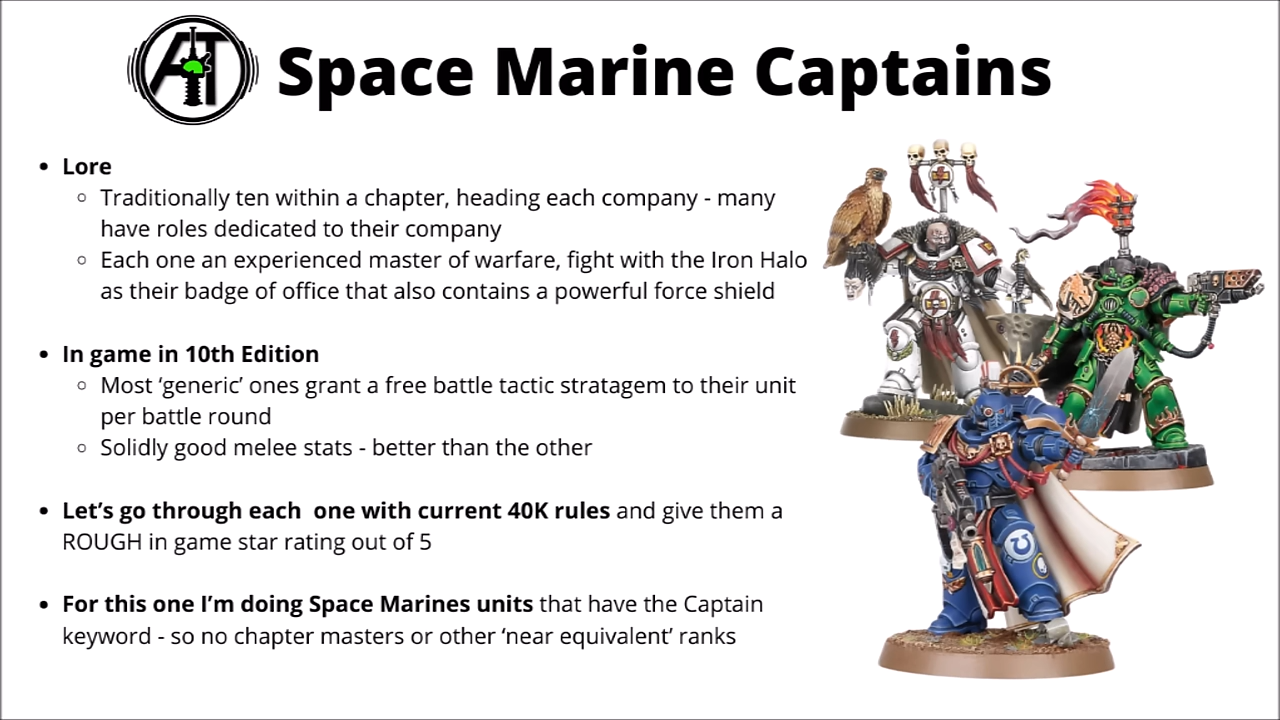 AT
Space Marine Captains
• Lore
○ Traditionally ten within a chapter, heading each company - many
have roles dedicated to their company
○ Each one an experienced master of warfare, fight with the Iron Halo
as their badge of office that also contains a powerful force shield
• In game in 10th Edition
○ Most ‘generic’ ones grant a free battle tactic stratagem to their unit
per battle round
○ Solidly good melee stats - better than the other
• Let’s go through each  one with current 40K rules and give them a
ROUGH in game star rating out of 5
• For this one I’m doing Space Marines units that have the Captain
keyword - so no chapter masters or other ‘near equivalent’ ranks